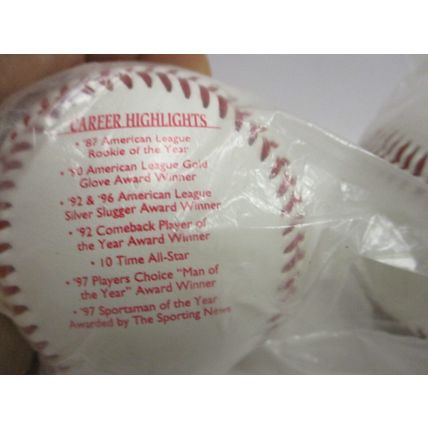 CAREER HIGHLIGHTS
• '87 American League
Rookie of the Year
• '90 American League Gold
Glove Award Winner
• '92 & '96 American League
Silver Slugger Award Winner
• '92 Comeback Player of
the Year Award Winner
• 10 Time All-Star
• '97 Players Choice "Man of
the Year" Award Winner
• '97 Sportsman of the Year
Awarded by The Sporting News